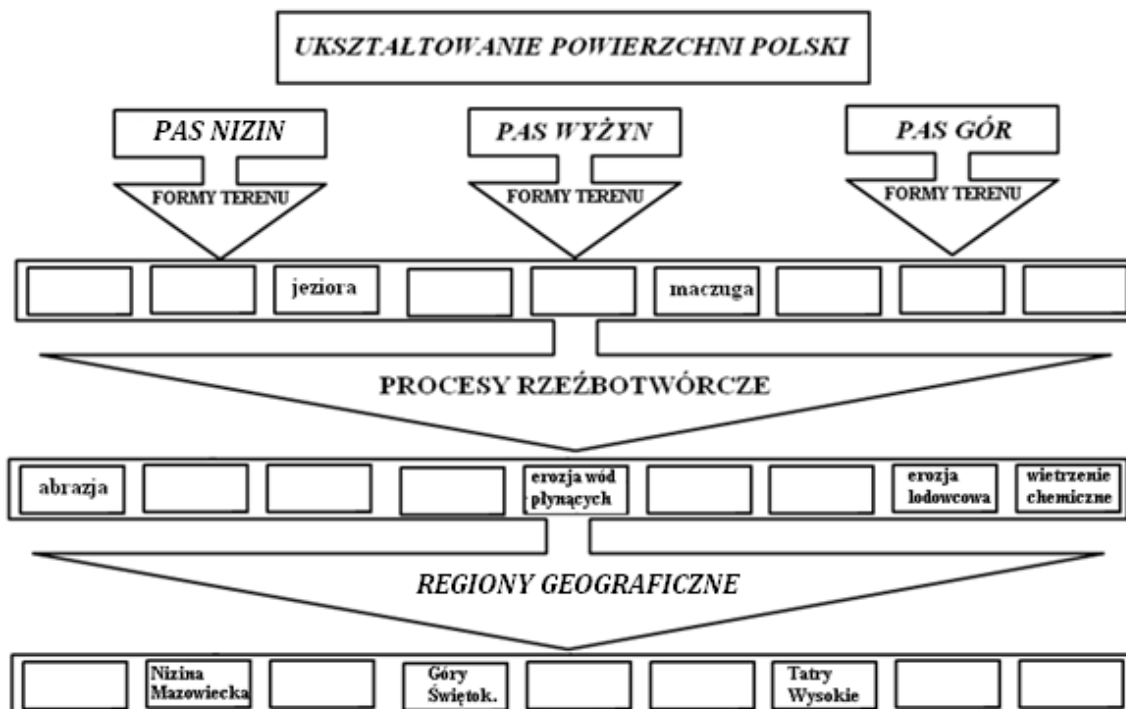 UKSZTALTOWANIE POWIERZCHNI POLSKI
PAS NIZIN
PAS WYŻYN
PAS GÓR
FORMY TERENU
FORMY TERENU
FORMY TERENU
jeziora
maczuga
PROCESY RZEŹBOTWÓRCZE
abrazja
erozja wód
płynących
erozja
lodowcowa
wietrzenie
chemiczne
REGIONY GEOGRAFICZNE
Nizina
Mazowiecka
Góry
Świętok.
Tatry
Wysokie